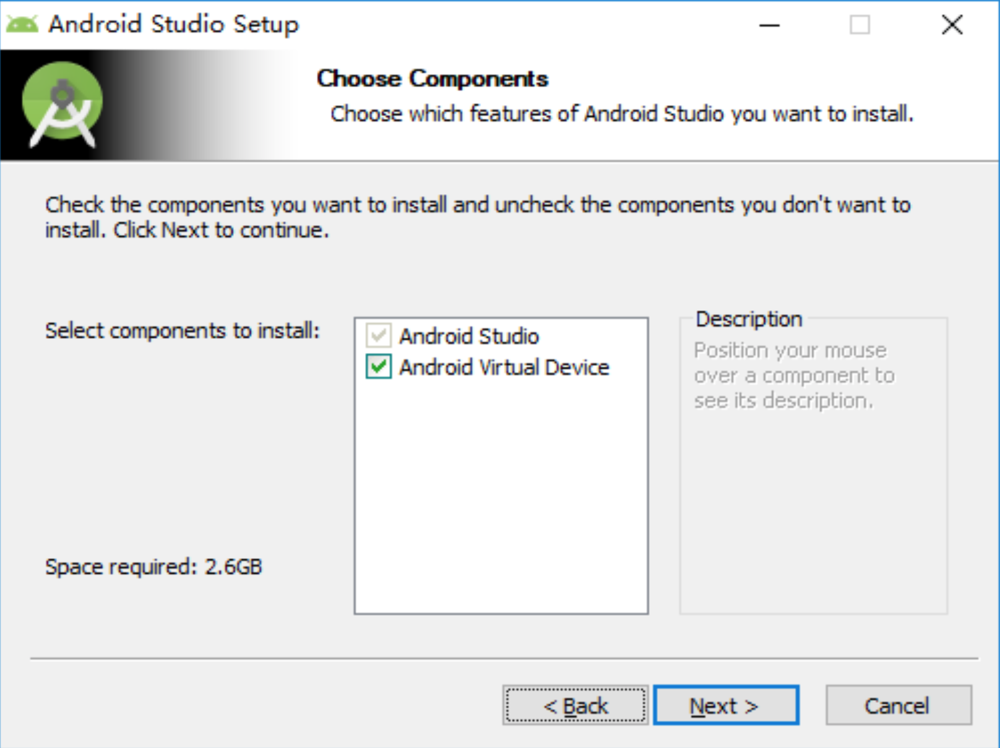 Android Studio Setup
Choose Components
Choose which features of Android Studio you want to install.
Check the components you want to install and uncheck the components you don't want to
install. Click Next to continue.
Select components to install:
Android Studio
Android Virtual Device
Description
Position your mouse
over a component to
see its description.
Space required: 2.6GB
< Back
Next >
Cancel